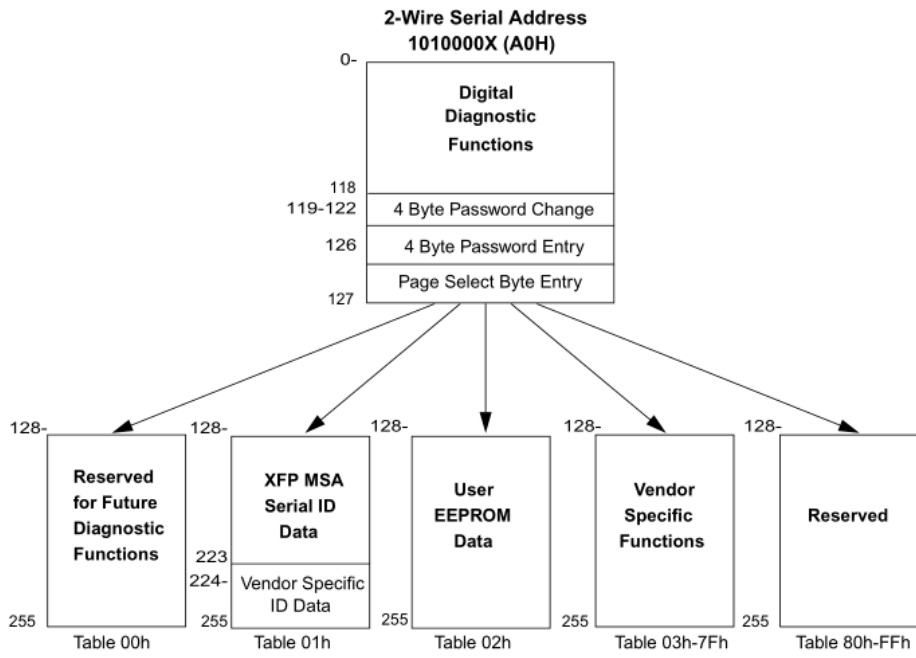 2-Wire Serial Address
1010000X (A0H)
0-
Digital
Diagnostic
Functions
118
119-122
4 Byte Password Change
126
4 Byte Password Entry
Page Select Byte Entry
127
128-
Reserved
for Future
Diagnostic
Functions
255
Table 00h
128-
XFP MSA
Serial ID
Data
223
224-
Vendor Specific
ID Data
255
Table 01h
128-
User
EEPROM
Data
255
Table 02h
128-
Vendor
Specific
Functions
255
Table 03h-7Fh
128-
Reserved
255
Table 80h-FFh